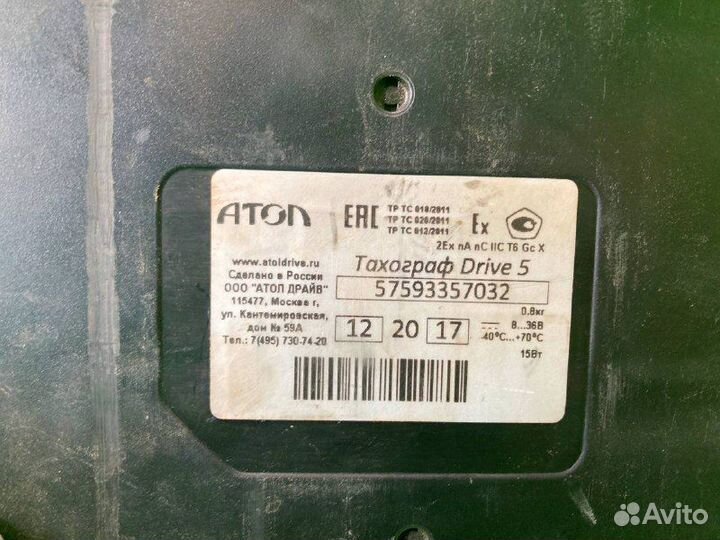 АТОЛ
www.atoldrive.ru
Сделано в России
ООО "АТОЛ ДРАЙВ"
115477, Москва г,
ул. Кантемировская,
дом № 59А
Тел.: 7(495) 730-74-20
EAC
ТР ТС 018/2011
ТР ТС 020/2011
ТР ТС 012/2011
Ex
2Ex nA nC IIC T6 Gc X
Тахограф Drive 5
57593357032
0.8кг
12 20 17
8...36В
-40°C...+70°C
15Вт
Avito